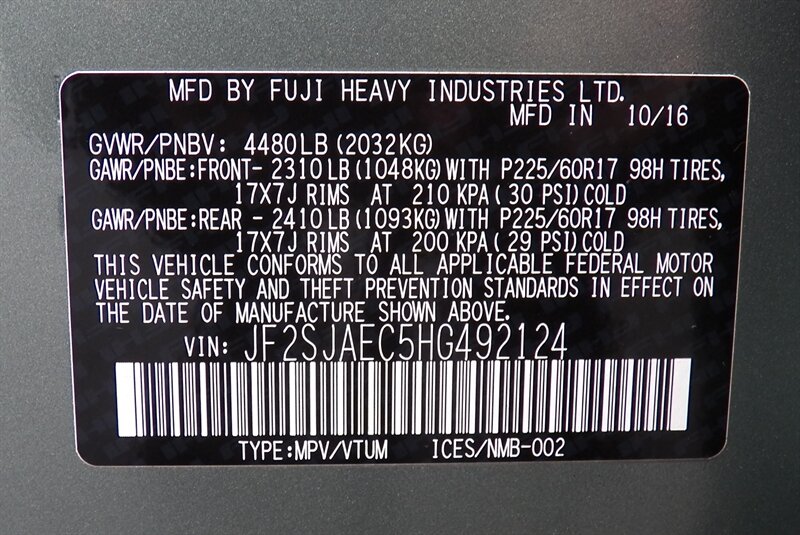 MFD BY FUJI HEAVY INDUSTRIES LTD.
MFD IN 10/16
GVWR/PNBV: 4480LB (2032KG)
GAWR/PNBE:FRONT- 2310LB (1048KG) WITH P225/60R17 98H TIRES,
17X7J RIMS AT 210 KPA ( 30 PSI) COLD
GAWR/PNBE:REAR - 2410LB (1093KG) WITH P225/60R17 98H TIRES,
17X7J RIMS AT 200 KPA ( 29 PSI) COLD
THIS VEHICLE CONFORMS TO ALL APPLICABLE FEDERAL MOTOR
VEHICLE SAFETY AND THEFT PREVENTION STANDARDS IN EFFECT ON
THE DATE OF MANUFACTURE SHOWN ABOVE.
VIN: JF2SJAEC5HG492124
TYPE:MPV/VTUM ICES/NMB-002